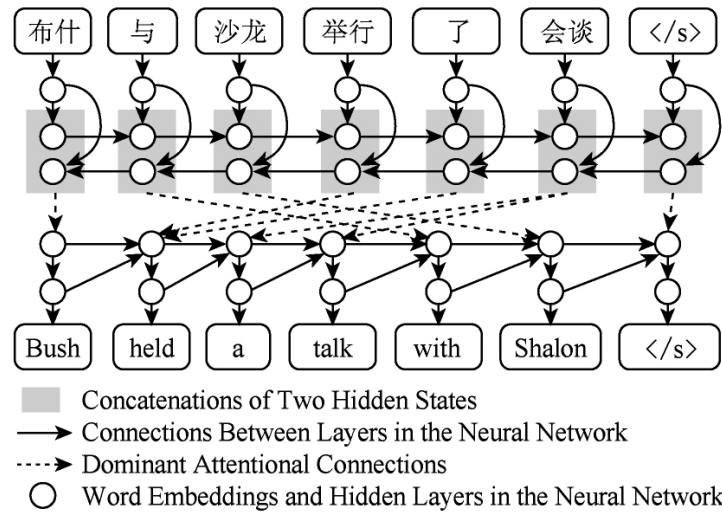 布什 与 沙龙 举行 了 会谈 </s>
Bush held a talk with Shalon </s>
Concatenations of Two Hidden States
Connections Between Layers in the Neural Network
Dominant Attentional Connections
Word Embeddings and Hidden Layers in the Neural Network